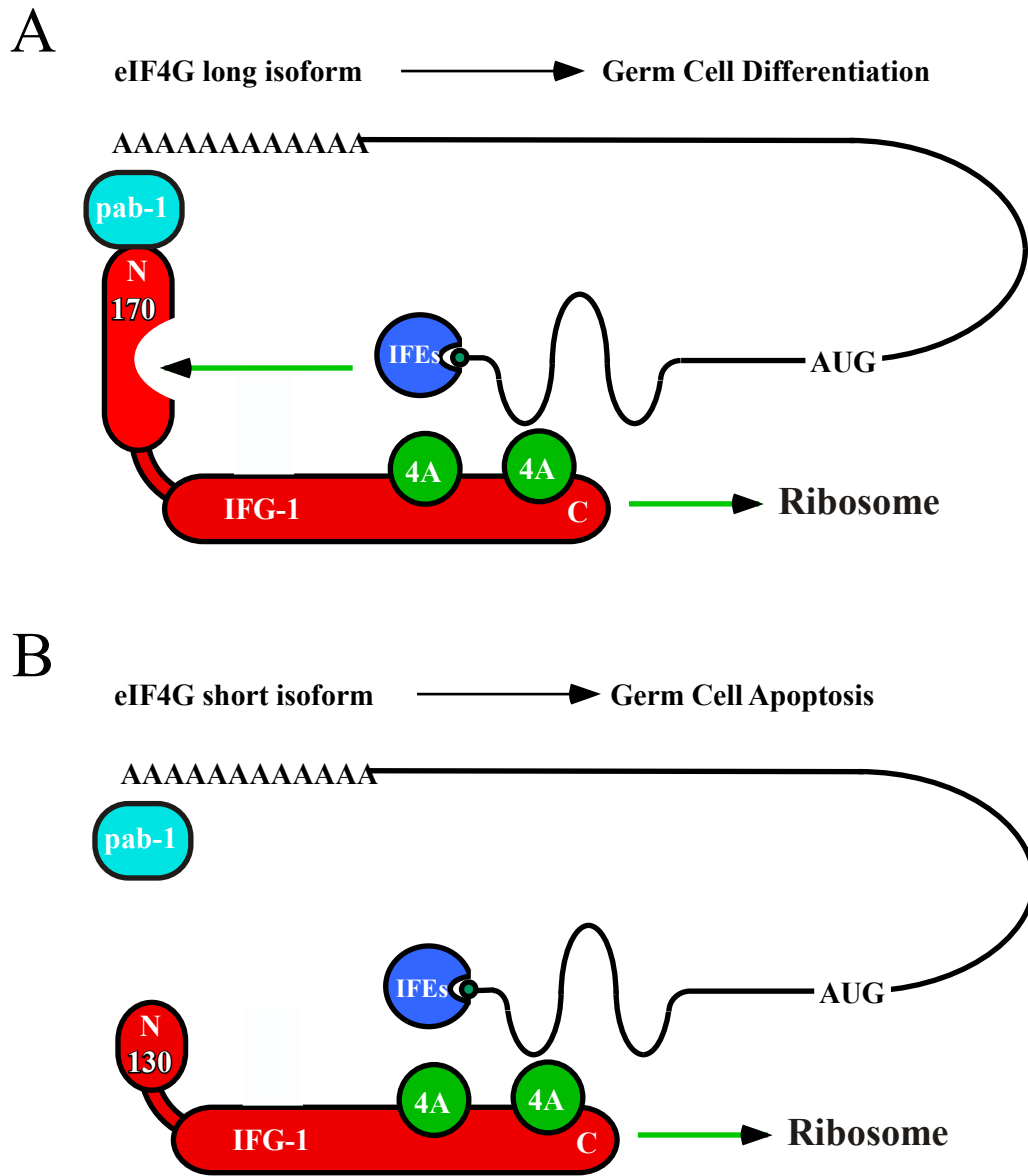 A
eIF4G long isoform Germ Cell Differentiation
AAAAAAAAAAAA
pab-1
N
170
IFEs
AUG
4A 4A
IFG-1 C Ribosome
B
eIF4G short isoform Germ Cell Apoptosis
AAAAAAAAAAAA
pab-1
IFEs
AUG
N
130
4A 4A
IFG-1 C Ribosome